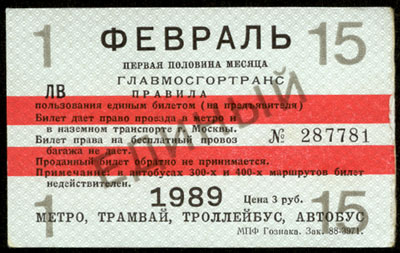 1 ФЕВРАЛЬ 15
ПЕРВАЯ ПОЛОВИНА МЕСЯЦА
ГЛАВМОСГОРТРАНС
ЛВ ПРАВИЛА
пользования единым билетом (на предъявителя)
Билет дает право проезда в метро и
в наземном транспорте г. Москвы.
Билет права на бесплатный провоз № 287781
багажа не дает.
Проданный билет обратно не принимается.
Примечание: в автобусах 300-х и 400-х маршрутов билет
недействителен.
ЕДИНЫЙ
1 1989 Цена 3 руб. 15
МЕТРО, ТРАМВАЙ, ТРОЛЛЕЙБУС, АВТОБУС
МПФ Гознака. Зак. 88-3971.